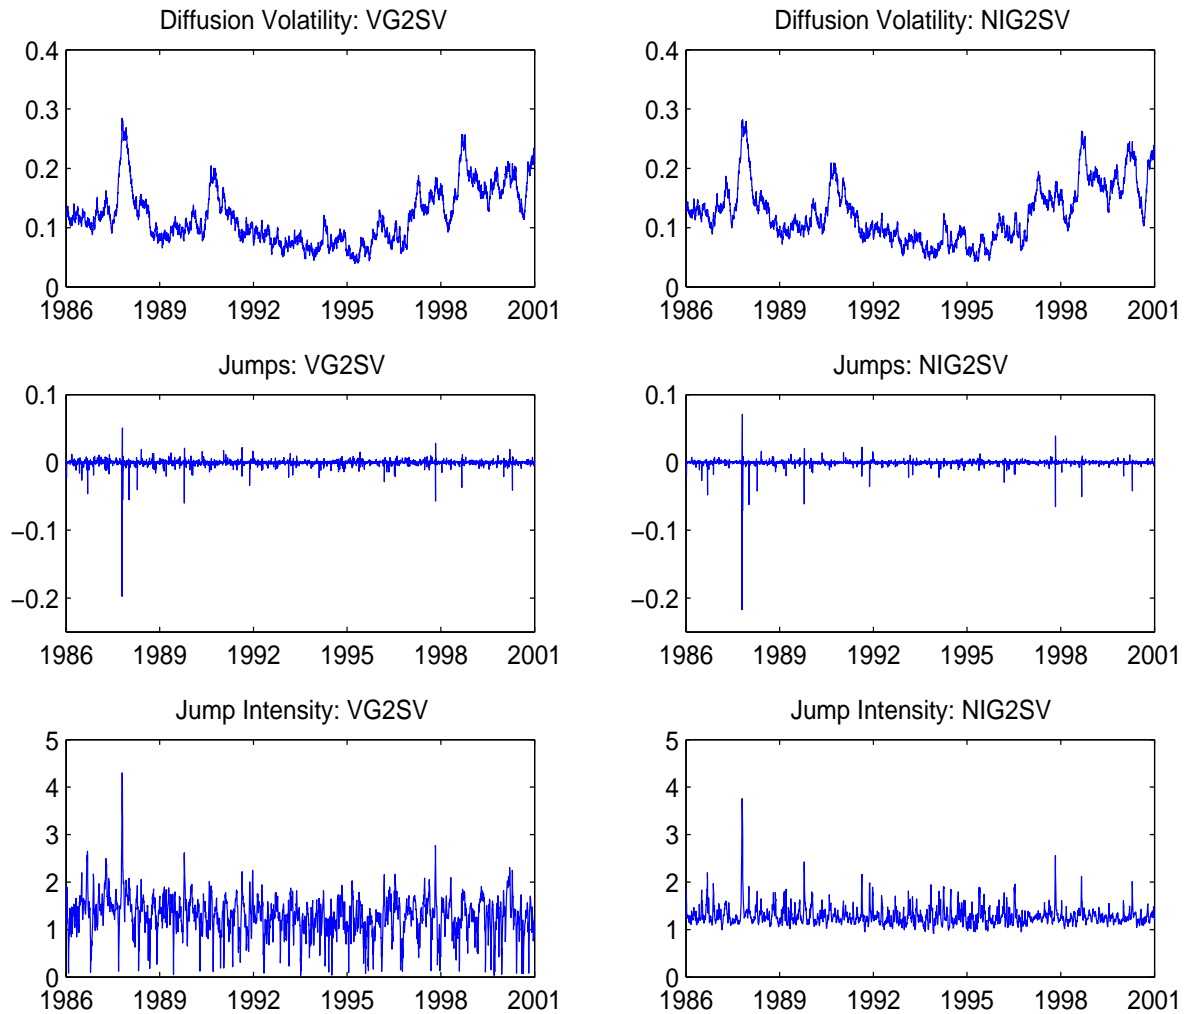 Diffusion Volatility: VG2SV
0.4
0.3
0.2
0.1
0
1986 1989 1992 1995 1998 2001
Diffusion Volatility: NIG2SV
0.4
0.3
0.2
0.1
0
1986 1989 1992 1995 1998 2001
Jumps: VG2SV
0.1
0
−0.1
−0.2
1986 1989 1992 1995 1998 2001
Jumps: NIG2SV
0.1
0
−0.1
−0.2
1986 1989 1992 1995 1998 2001
Jump Intensity: VG2SV
5
4
3
2
1
0
1986 1989 1992 1995 1998 2001
Jump Intensity: NIG2SV
5
4
3
2
1
0
1986 1989 1992 1995 1998 2001